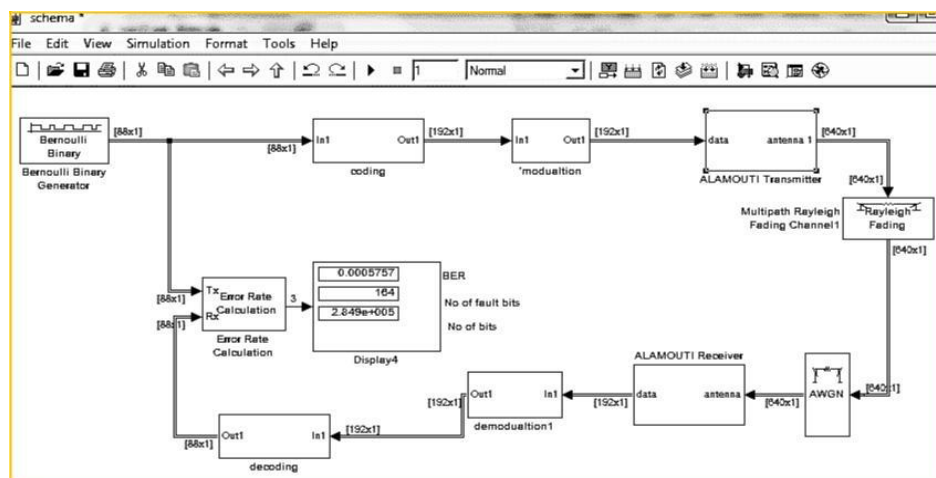 schema *
File Edit View Simulation Format Tools Help
1 Normal
[88x1]
Bernoulli
Binary
Bernoulli Binary
Generator
[88x1]
In1 Out1
coding
[192x1]
In1 Out1
'modualtion
[192x1]
data antenna 1
ALAMOUTI Transmitter
[640x1]
[640x1]
Multipath Rayleigh
Fading Channel1
Rayleigh
Fading
[640x1]
[88x1]
Tx
Rx
Error Rate
Calculation
Error Rate
Calculation
[88x1]
3
0.0005757
164
2.849e+005
BER
No of fault bits
No of bits
Display4
ALAMOUTI Receiver
data antenna
[640x1]
AWGN
[640x1]
[192x1]
Out1 In1
demodualtion1
[192x1]
[192x1]
Out1 In1
decoding
[88x1]